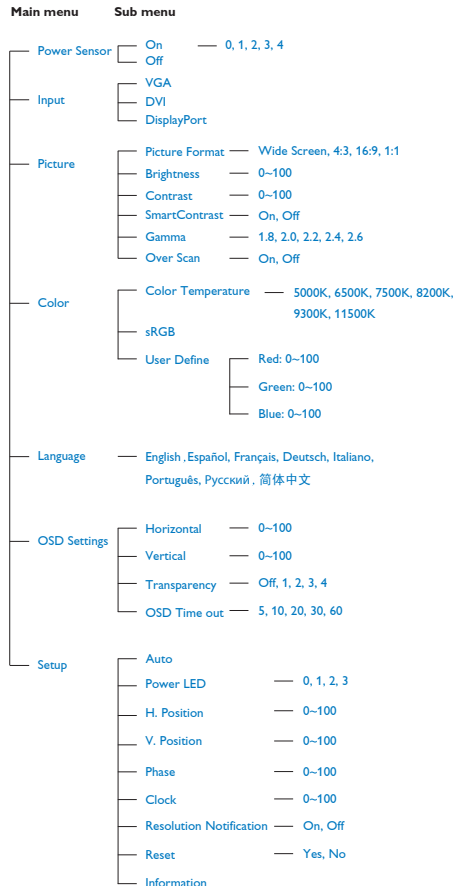 Main menu Sub menu
Power Sensor On 0, 1, 2, 3, 4
Off
Input VGA
DVI
DisplayPort
Picture Picture Format Wide Screen, 4:3, 16:9, 1:1
Brightness 0~100
Contrast 0~100
SmartContrast On, Off
Gamma 1.8, 2.0, 2.2, 2.4, 2.6
Over Scan On, Off
Color Color Temperature 5000K, 6500K, 7500K, 8200K,
9300K, 11500K
sRGB
User Define Red: 0~100
Green: 0~100
Blue: 0~100
Language English , Español, Français, Deutsch, Italiano,
Português, Русский , 简体中文
OSD Settings Horizontal 0~100
Vertical 0~100
Transparency Off, 1, 2, 3, 4
OSD Time out 5, 10, 20, 30, 60
Setup Auto
Power LED 0, 1, 2, 3
H. Position 0~100
V. Position 0~100
Phase 0~100
Clock 0~100
Resolution Notification On, Off
Reset Yes, No
Information